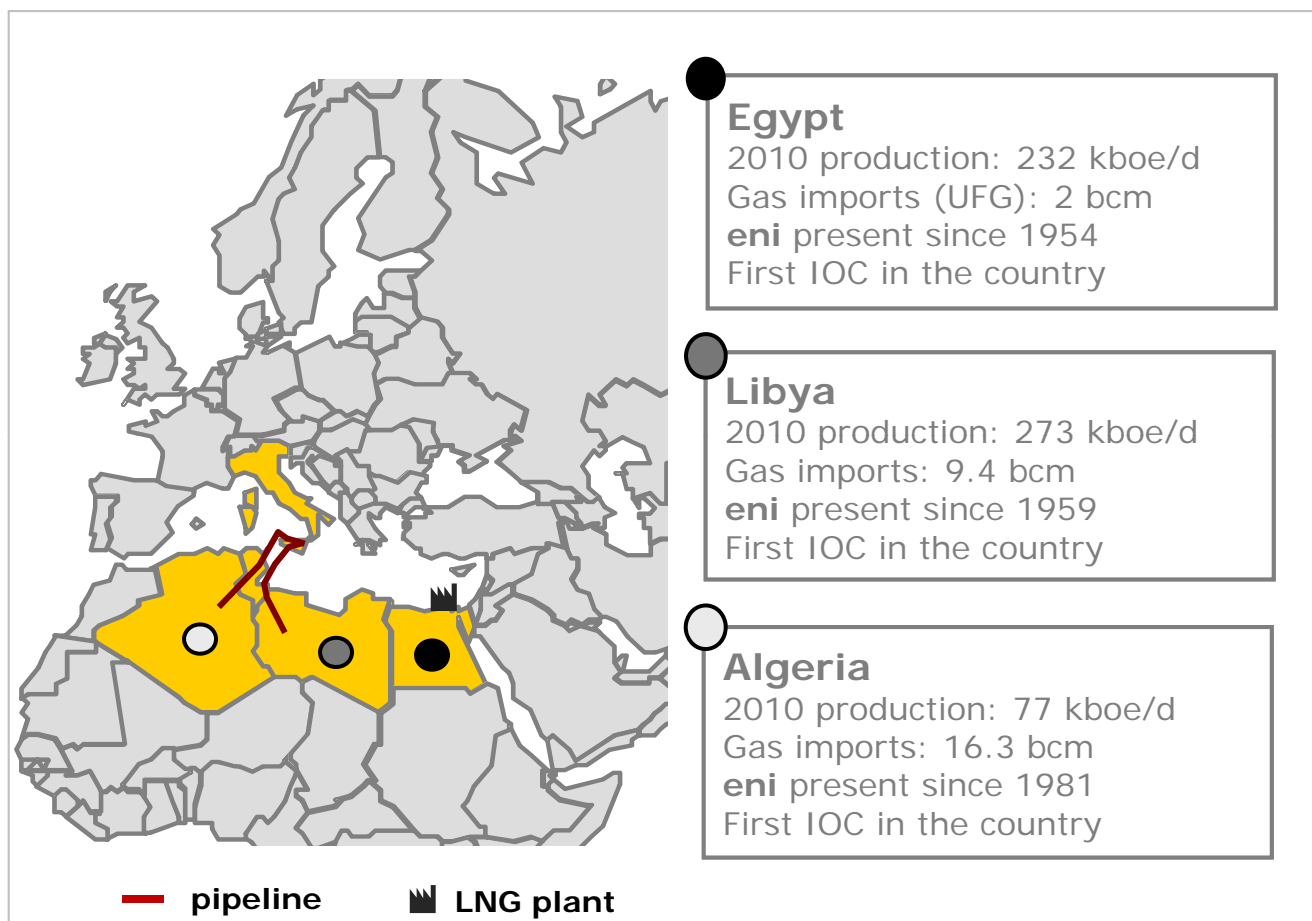 Egypt
2010 production: 232 kboe/d
Gas imports (UFG): 2 bcm
eni present since 1954
First IOC in the country
Libya
2010 production: 273 kboe/d
Gas imports: 9.4 bcm
eni present since 1959
First IOC in the country
Algeria
2010 production: 77 kboe/d
Gas imports: 16.3 bcm
eni present since 1981
First IOC in the country
pipeline
LNG plant